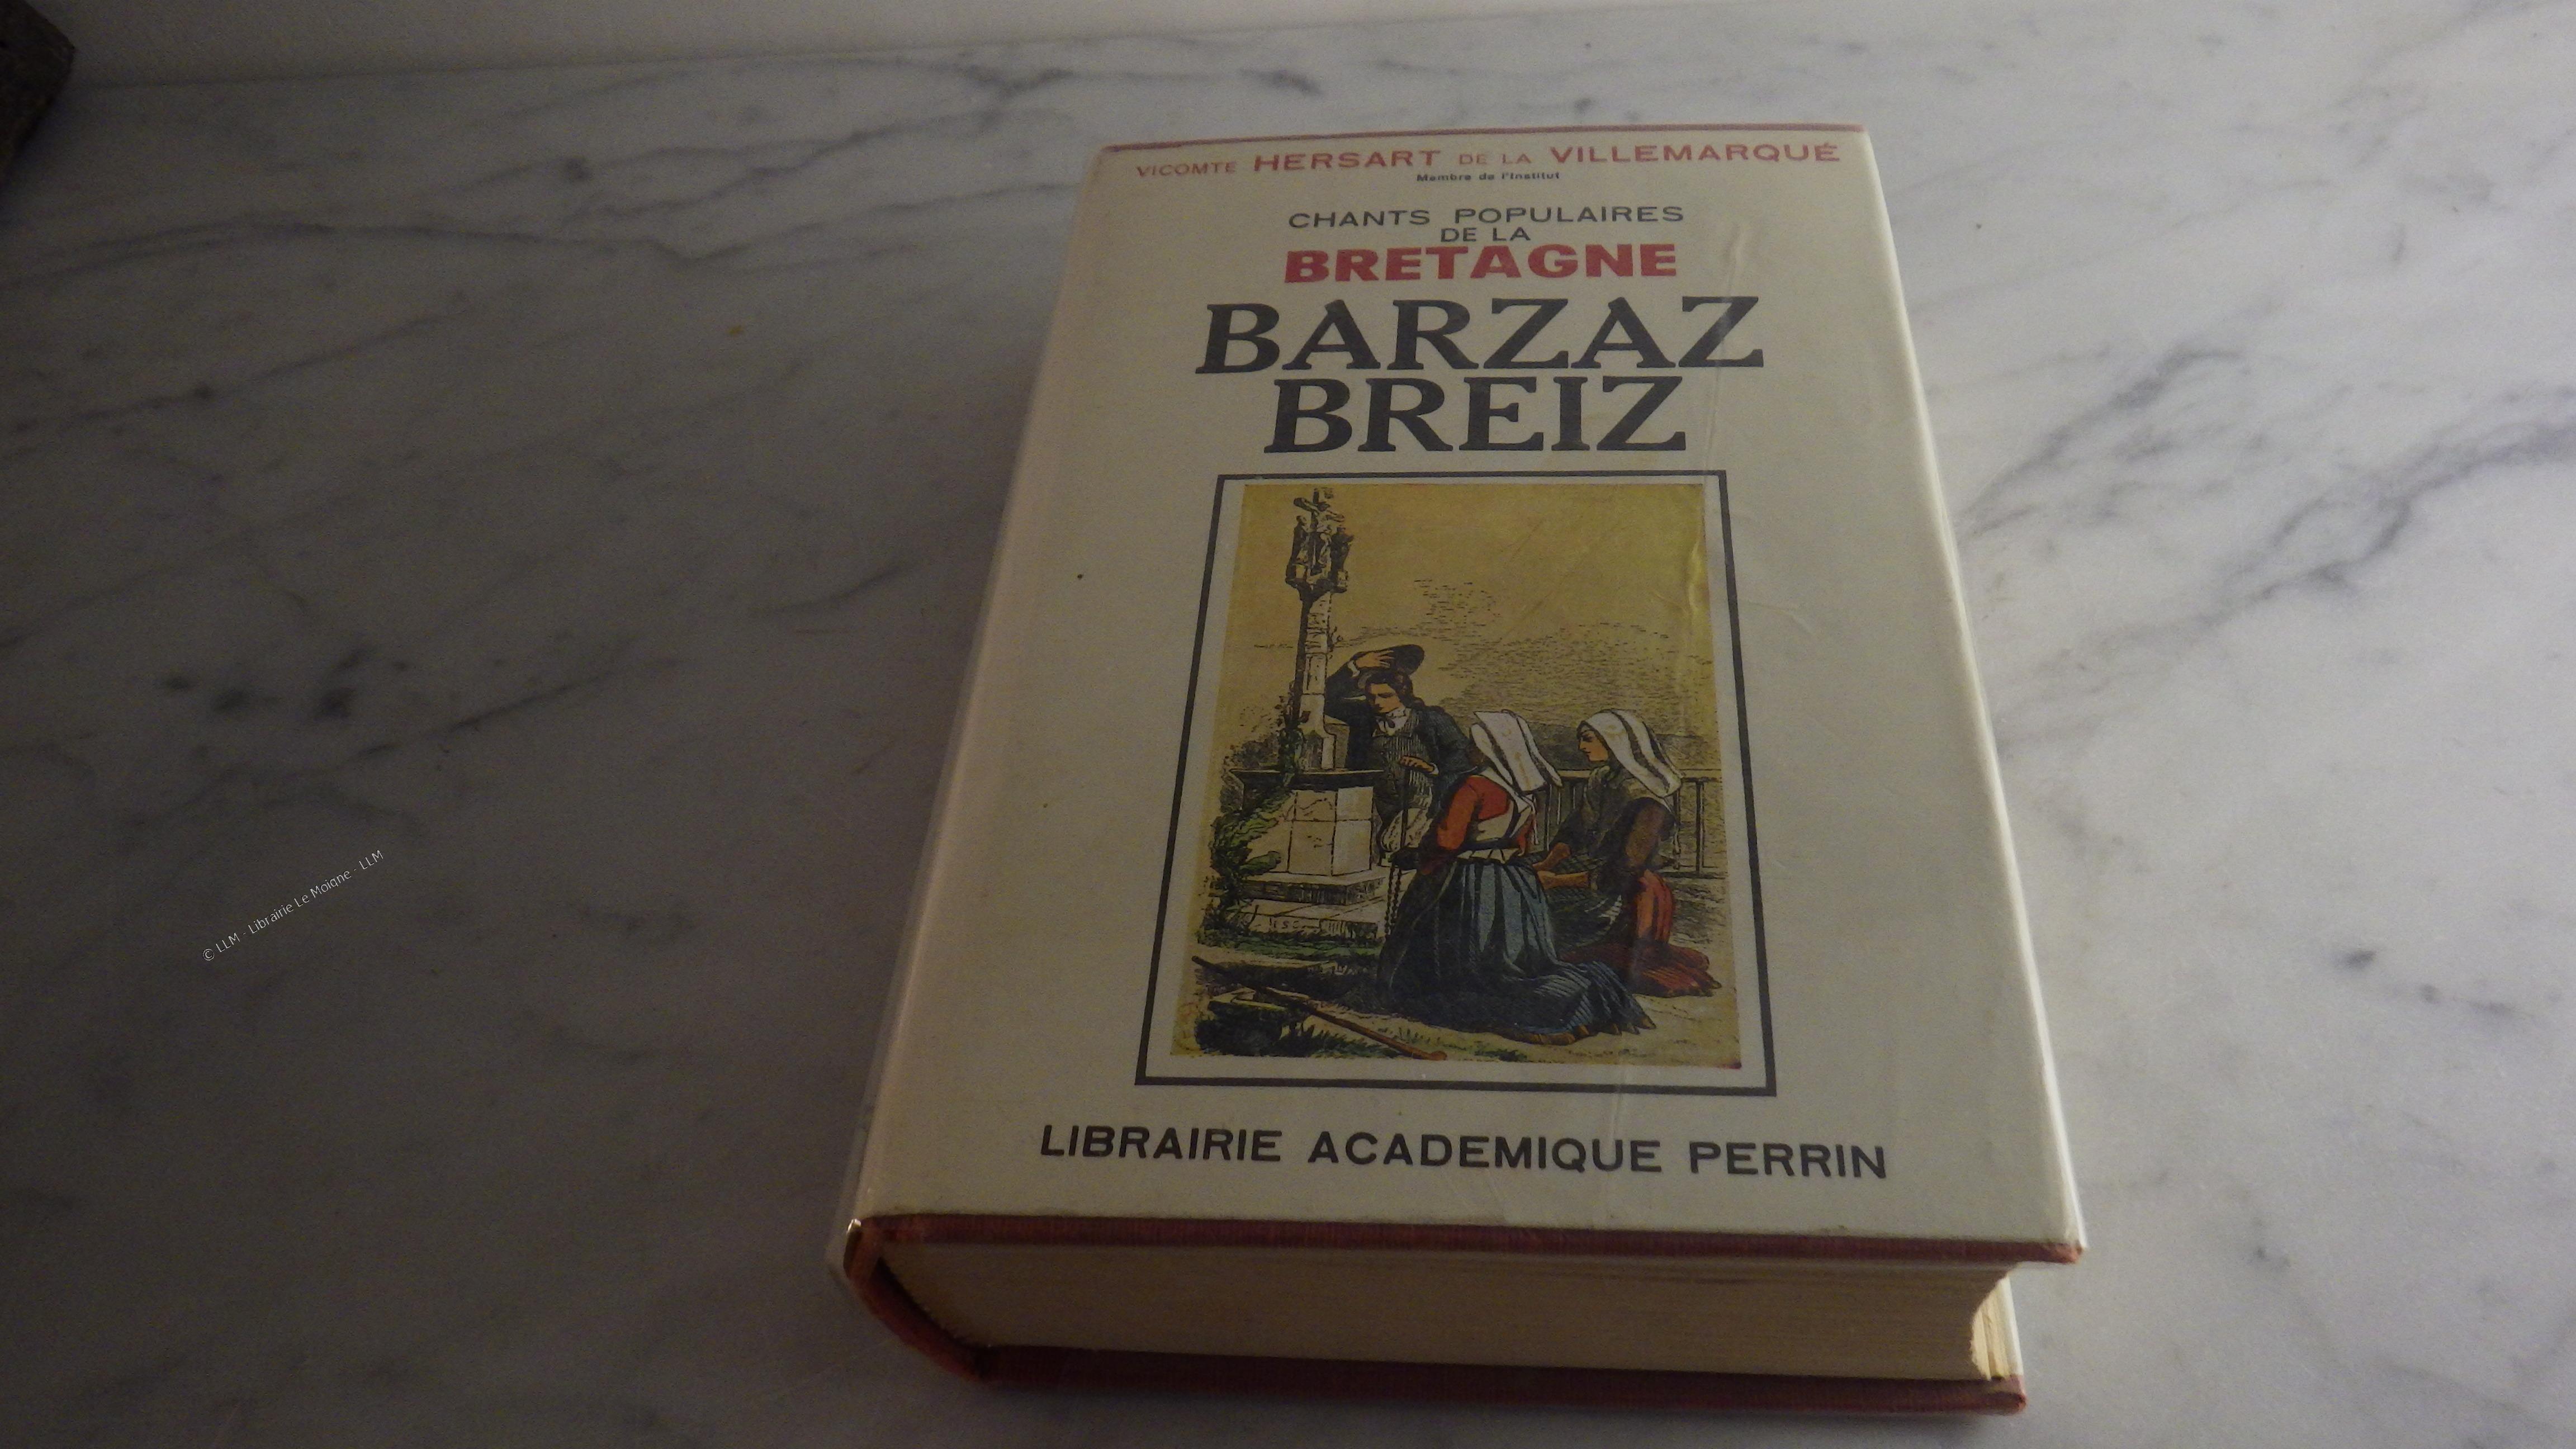 VICOMTE HERSART DE LA VILLEMARQUÉ
Membre de l'Institut
CHANTS POPULAIRES
DE LA
BRETAGNE
BARZAZ
BREIZ
LIBRAIRIE ACADEMIQUE PERRIN
© LLM - Librairie Le Moigne - LLM